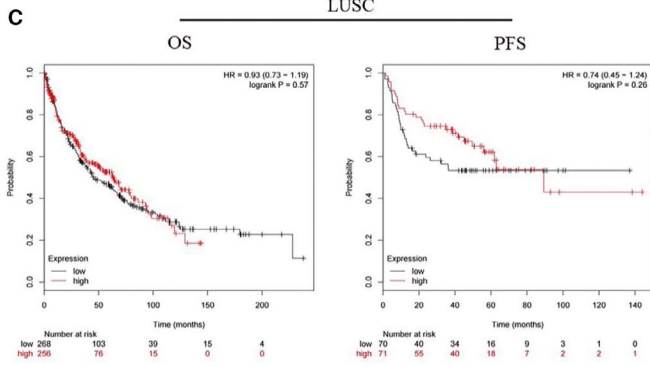 C
LUSC
OS
HR = 0.93 (0.73 − 1.19)
logrank P = 0.57
1.0
0.8
0.6
0.4
0.2
0.0
Probability
Expression
low
high
0 50 100 150 200
Time (months)
Number at risk
low 268 103 39 15 4
high 256 76 15 0 0
PFS
HR = 0.74 (0.45 − 1.24)
logrank P = 0.26
1.0
0.8
0.6
0.4
0.2
0.0
Probability
Expression
low
high
0 20 40 60 80 100 120 140
Time (months)
Number at risk
low 70 40 34 16 9 3 1 0
high 71 55 40 18 7 2 2 1